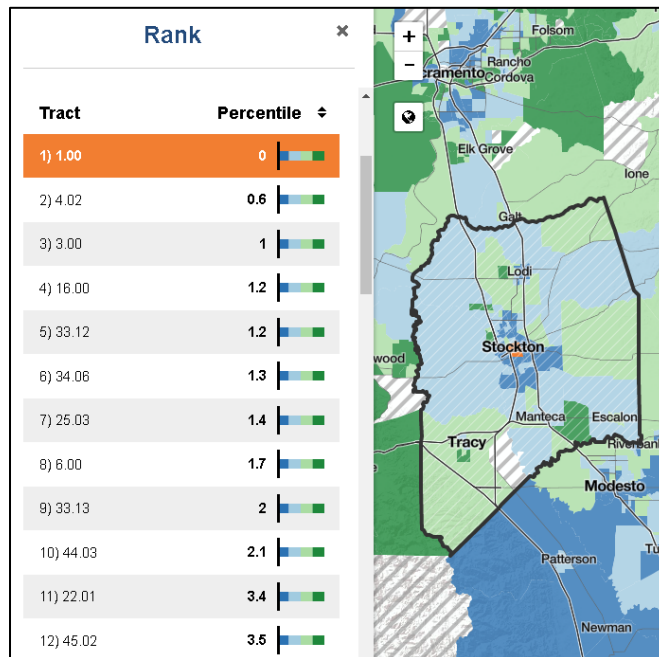 Rank
×
Tract Percentile
1) 1.00 0
2) 4.02 0.6
3) 3.00 1
4) 16.00 1.2
5) 33.12 1.2
6) 34.06 1.3
7) 25.03 1.4
8) 6.00 1.7
9) 33.13 2
10) 44.03 2.1
11) 22.01 3.4
12) 45.02 3.5
+
−
Folsom
Rancho
cramento Cordova
Elk Grove
Ione
Galt
Lodi
wood
Stockton
Manteca
Escalon
Tracy
Riverban
Modesto
Tu
Patterson
Newman